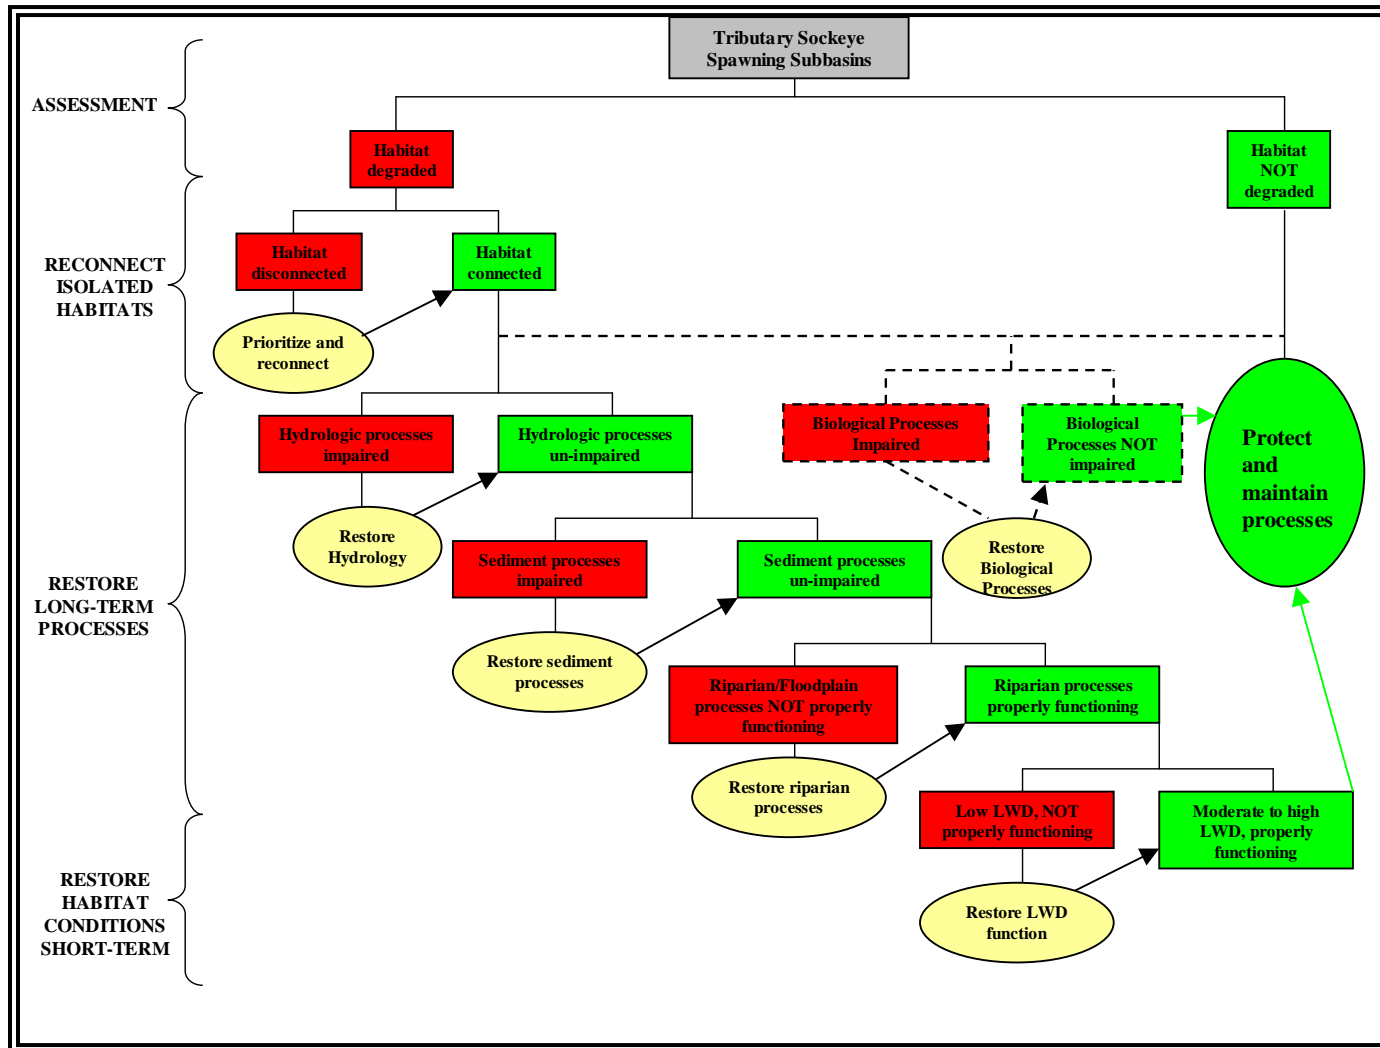 Tributary Sockeye
Spawning Subbasins
ASSESSMENT
Habitat
degraded
Habitat
NOT
degraded
RECONNECT
ISOLATED
HABITATS
Habitat
disconnected
Habitat
connected
Prioritize and
reconnect
Hydrologic processes
impaired
Hydrologic processes
un-impaired
Biological Processes
Impaired
Biological
Processes NOT
impaired
Protect
and
maintain
processes
Restore
Hydrology
Restore
Biological
Processes
RESTORE
LONG-TERM
PROCESSES
Sediment processes
impaired
Sediment processes
un-impaired
Restore sediment
processes
Riparian/Floodplain
processes NOT properly
functioning
Riparian processes
properly functioning
Restore riparian
processes
Low LWD, NOT
properly functioning
Moderate to high
LWD, properly
functioning
RESTORE
HABITAT
CONDITIONS
SHORT-TERM
Restore LWD
function